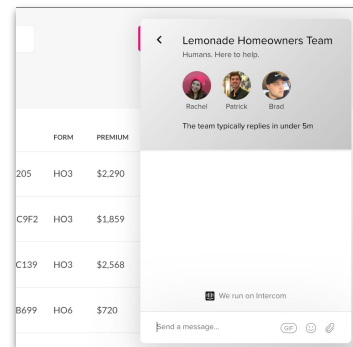 Lemonade Homeowners Team
Humans. Here to help.
Rachel Patrick Brad
The team typically replies in under 5m
FORM PREMIUM
205 HO3 $2,290
C9F2 HO3 $1,859
C139 HO3 $2,568
B699 HO6 $720
We run on Intercom
Send a message...
GIF